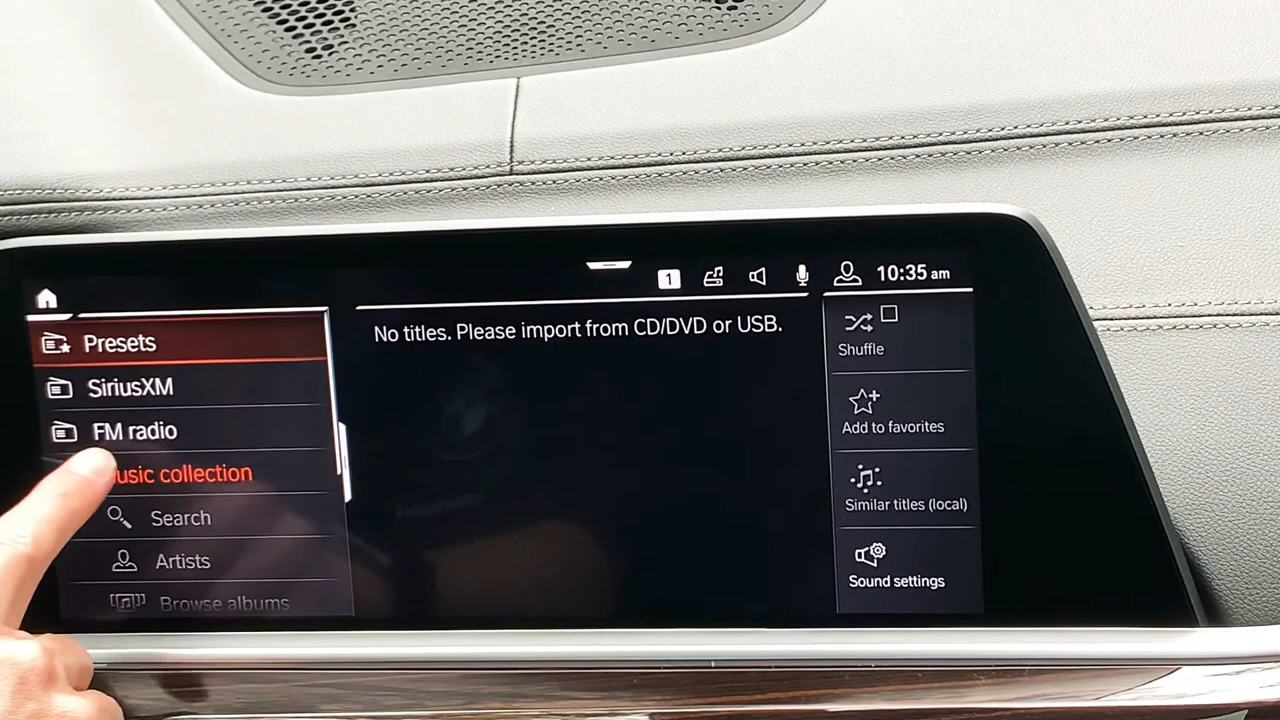 1
10:35 am
Presets
SiriusXM
FM radio
usic collection
Search
Artists
Browse albums
No titles. Please import from CD/DVD or USB.
Shuffle
Add to favorites
Similar titles (local)
Sound settings